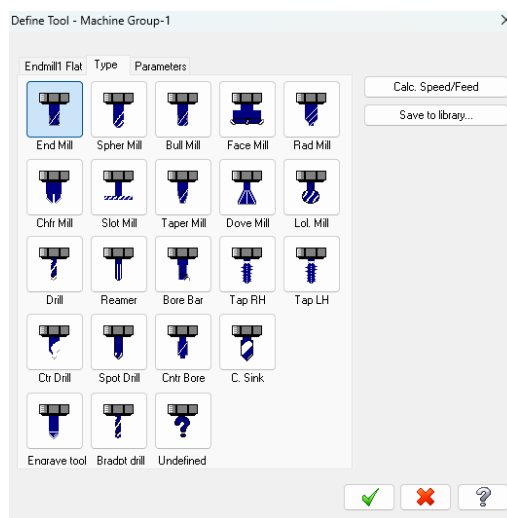 Define Tool - Machine Group-1
Endmill1 Flat Type Parameters
Calc. Speed/Feed
Save to library...
End Mill Spher Mill Bull Mill Face Mill Rad Mill
Chfr Mill Slot Mill Taper Mill Dove Mill Lol. Mill
Drill Reamer Bore Bar Tap RH Tap LH
Ctr Drill Spot Drill Cntr Bore C. Sink
Engrave tool Bradpt drill Undefined